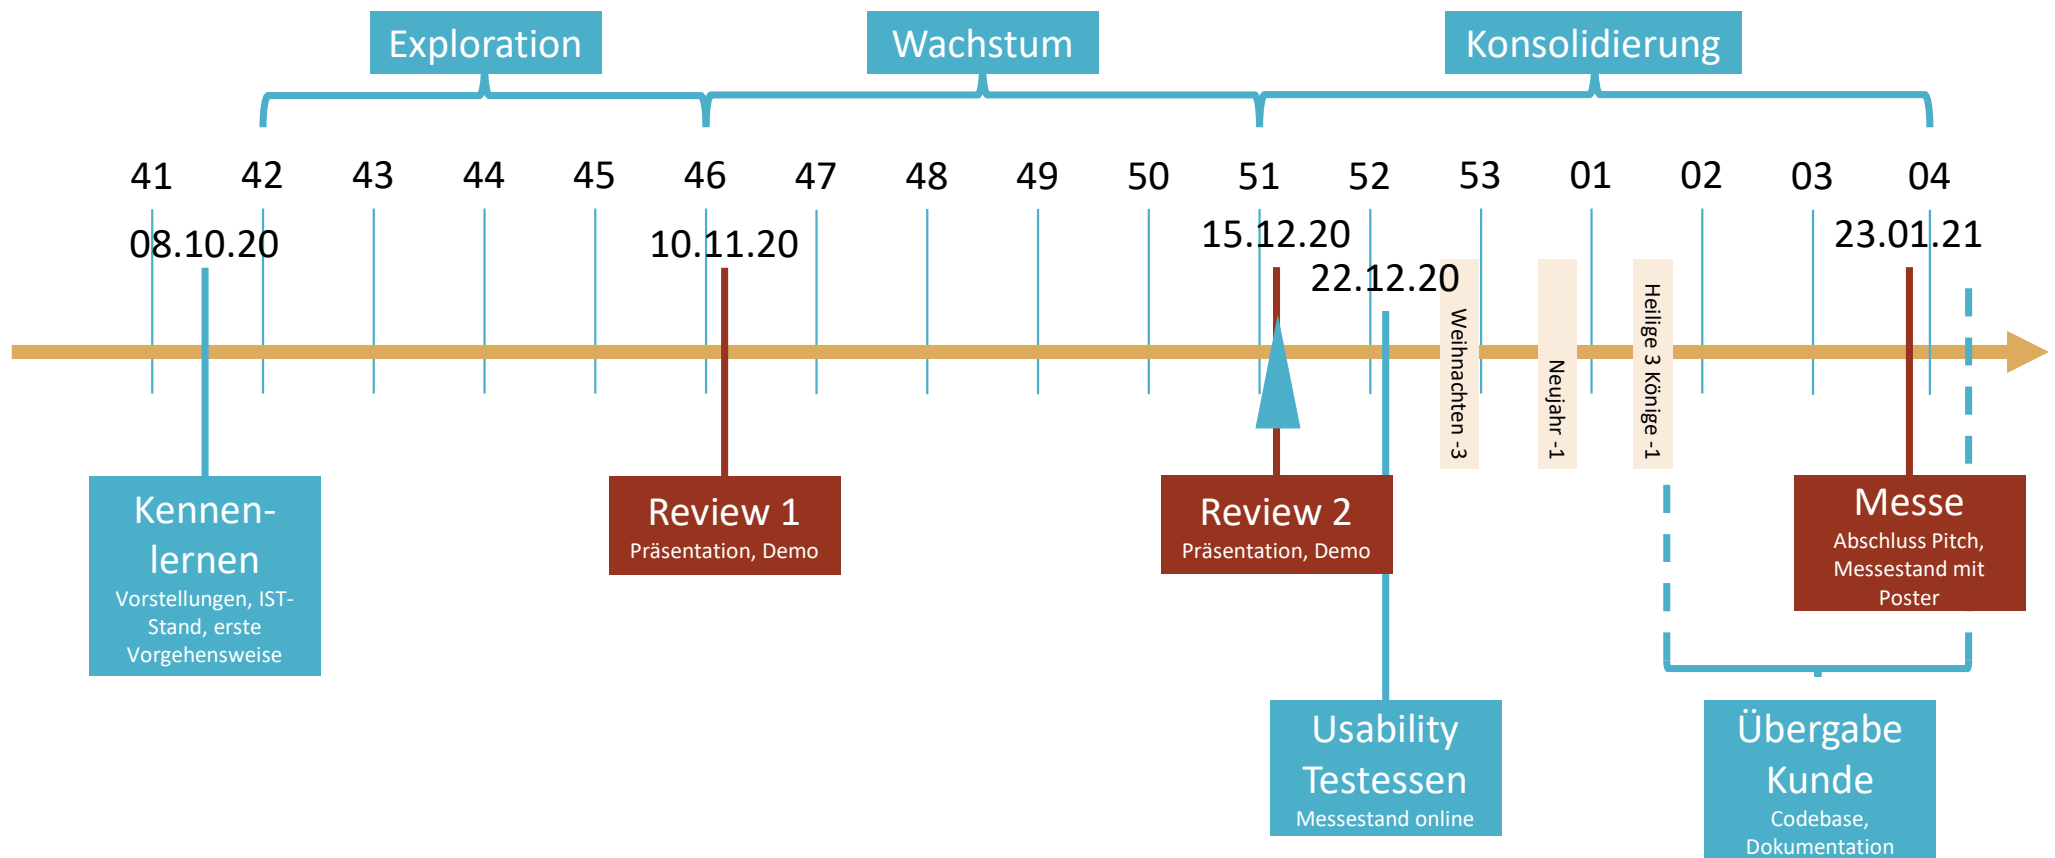 Exploration
Wachstum
Konsolidierung
41 42 43 44 45 46 47 48 49 50 51 52 53 01 02 03 04
08.10.20
10.11.20
15.12.20
22.12.20
23.01.21
Weihnachten -3
Neujahr -1
Heilige 3 Könige -1
Kennen-
lernen
Vorstellungen, IST-
Stand, erste
Vorgehensweise
Review 1
Präsentation, Demo
Review 2
Präsentation, Demo
Messe
Abschluss Pitch,
Messestand mit
Poster
Usability
Testessen
Messestand online
Übergabe
Kunde
Codebase,
Dokumentation